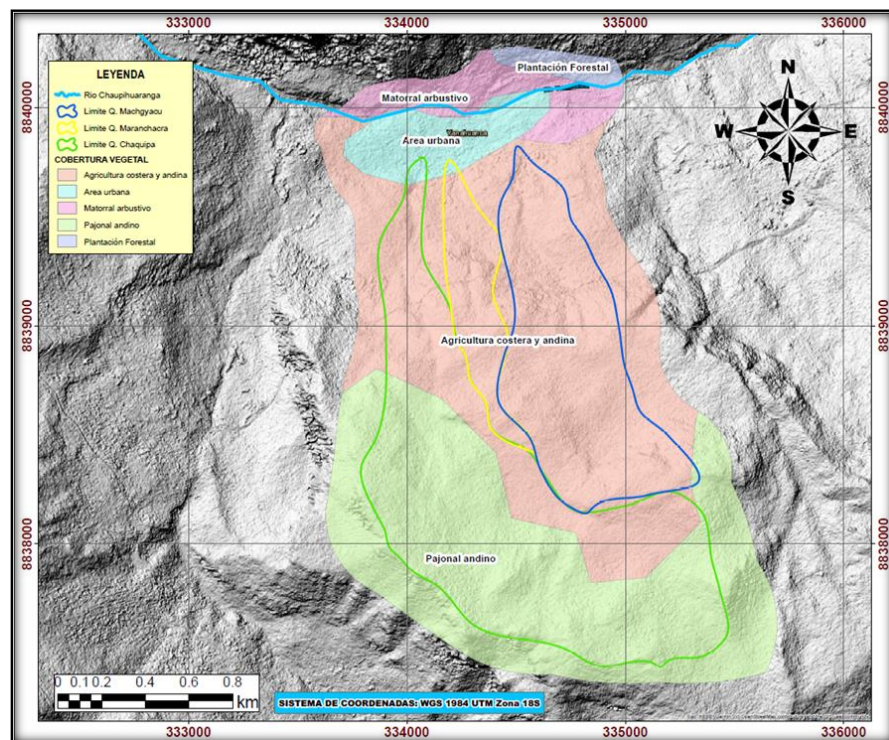 333000 334000 335000 336000
LEYENDA
Rio Chaupihuaranga
Limite Q. Machgyacu
Limite Q. Maranchacra
Limite Q. Chaquipa
COBERTURA VEGETAL
Agricultura costera y andina
Area urbana
Matorral arbustivo
Pajonal andino
Plantación Forestal
Plantación Forestal
Matorral arbustivo
Yanahuanca
Area urbana
N
W E
S
8840000
8840000
8839000
8839000
Agricultura costera y andina
8838000
8838000
Pajonal andino
0 0.1 0.2 0.4 0.6 0.8
km
SISTEMA DE COORDENADAS: WGS 1984 UTM Zona 18S
333000 334000 335000 336000